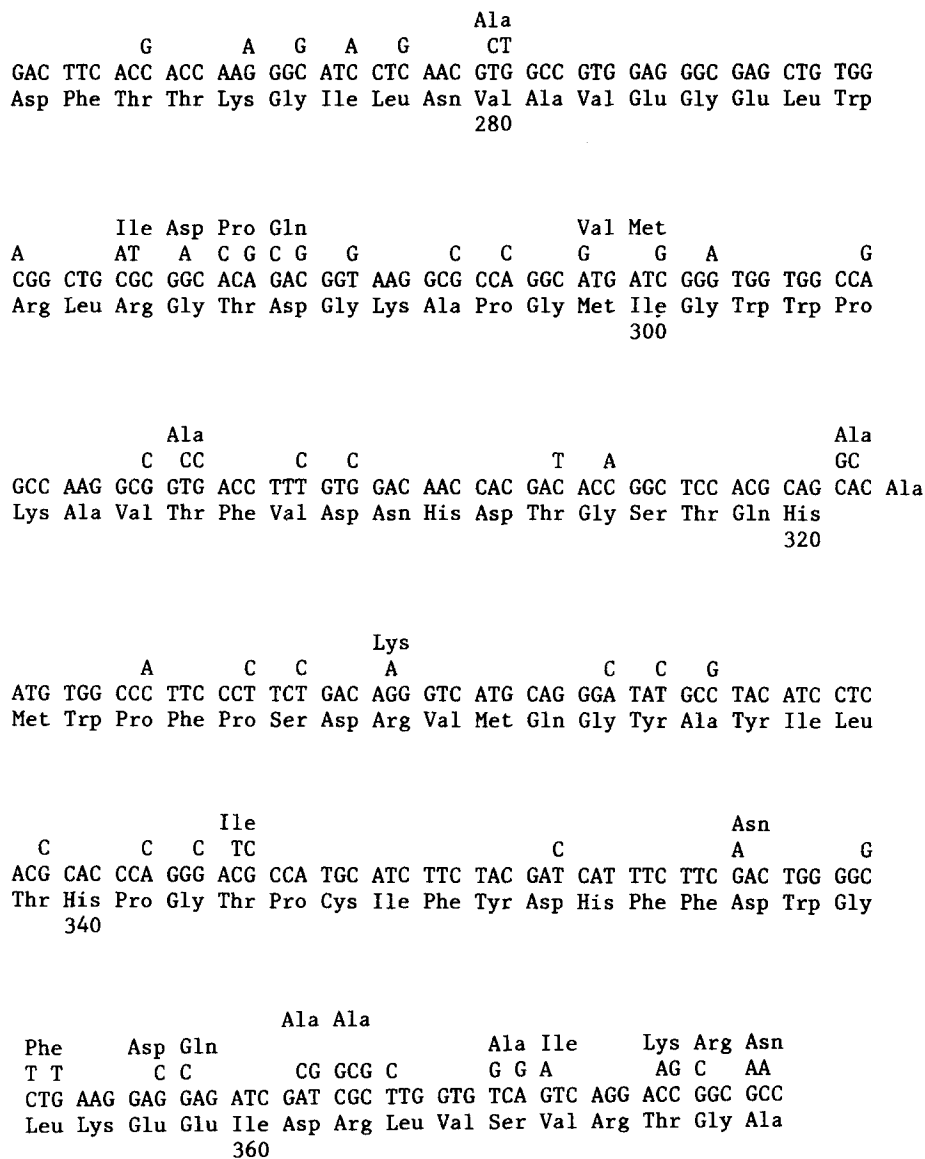 Ala
G A G A G CT
GAC TTC ACC ACC AAG GGC ATC CTC AAC GTG GCC GTG GAG GGC GAG CTG TGG
Asp Phe Thr Thr Lys Gly Ile Leu Asn Val Ala Val Glu Gly Glu Leu Trp
280
Ile Asp Pro Gln Val Met
A AT A C G C G G C C G G A G
CGG CTG CGC GGC ACA GAC GGT AAG GCG CCA GGC ATG ATC GGG TGG TGG CCA
Arg Leu Arg Gly Thr Asp Gly Lys Ala Pro Gly Met Ile Gly Trp Trp Pro
300
Ala Ala
C CC C C T A GC
GCC AAG GCG GTG ACC TTT GTG GAC AAC CAC GAC ACC GGC TCC ACG CAG CAC Ala
Lys Ala Val Thr Phe Val Asp Asn His Asp Thr Gly Ser Thr Gln His
320
Lys
A C C A C C G
ATG TGG CCC TTC CCT TCT GAC AGG GTC ATG CAG GGA TAT GCC TAC ATC CTC
Met Trp Pro Phe Pro Ser Asp Arg Val Met Gln Gly Tyr Ala Tyr Ile Leu
Ile Asn
C C C TC C A G
ACG CAC CCA GGG ACG CCA TGC ATC TTC TAC GAT CAT TTC TTC GAC TGG GGC
Thr His Pro Gly Thr Pro Cys Ile Phe Tyr Asp His Phe Phe Asp Trp Gly
340
Ala Ala
Phe Asp Gln Ala Ile Lys Arg Asn
T T C C CG GCG C G G A AG C AA
CTG AAG GAG GAG ATC GAT CGC TTG GTG TCA GTC AGG ACC GGC GCC
Leu Lys Glu Glu Ile Asp Arg Leu Val Ser Val Arg Thr Gly Ala
360